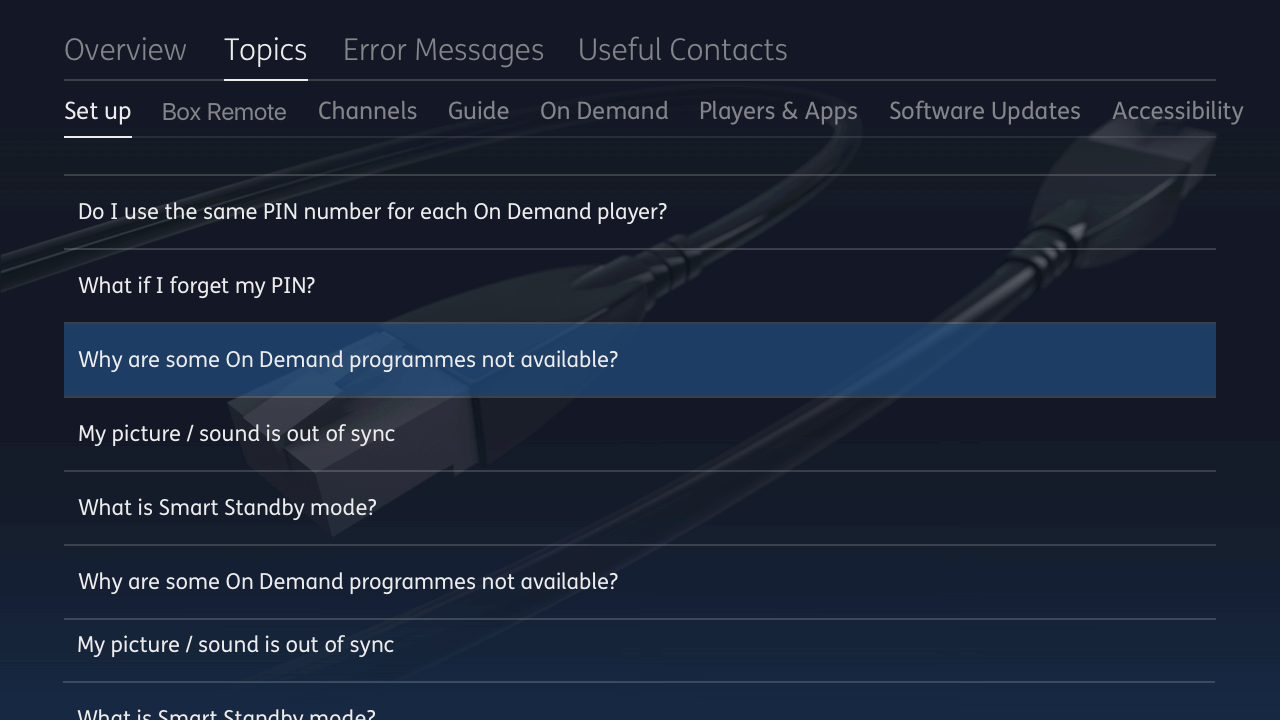 Overview Topics Error Messages Useful Contacts
Set up Box Remote Channels Guide On Demand Players & Apps Software Updates Accessibility
Do I use the same PIN number for each On Demand player?
What if I forget my PIN?
Why are some On Demand programmes not available?
My picture / sound is out of sync
What is Smart Standby mode?
Why are some On Demand programmes not available?
My picture / sound is out of sync
What is Smart Standby mode?